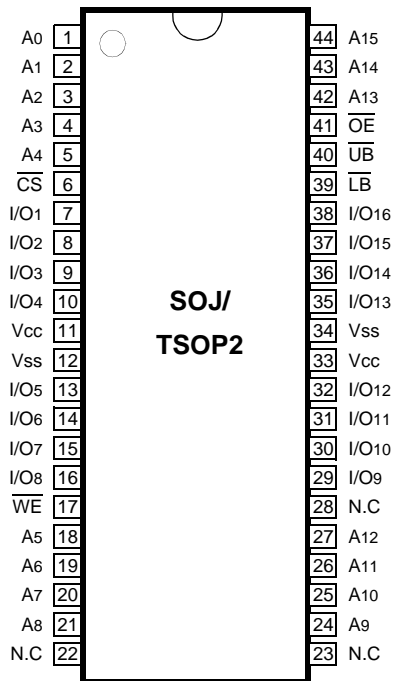 A0 1 44 A15
A1 2 43 A14
A2 3 42 A13
A3 4 41 OE
A4 5 40 UB
CS 6 39 LB
I/O1 7 38 I/O16
I/O2 8 37 I/O15
I/O3 9 36 I/O14
I/O4 10 35 I/O13
Vcc 11 34 Vss
Vss 12 33 Vcc
I/O5 13 32 I/O12
I/O6 14 31 I/O11
I/O7 15 30 I/O10
I/O8 16 29 I/O9
WE 17 28 N.C
A5 18 27 A12
A6 19 26 A11
A7 20 25 A10
A8 21 24 A9
N.C 22 23 N.C
SOJ/
TSOP2